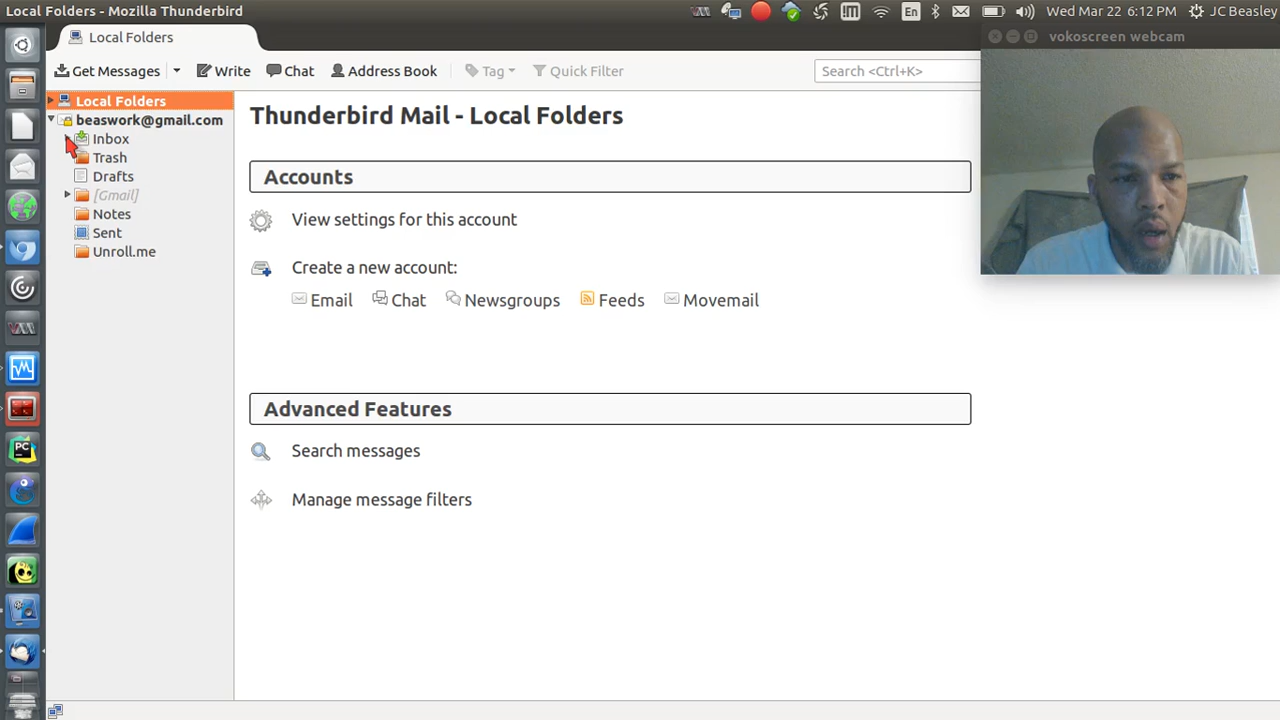 Local Folders - Mozilla Thunderbird
En
Wed Mar 22 6:12 PM
JC Beasley
Local Folders
vokoscreen webcam
Get Messages
Write
Chat
Address Book
Tag
Quick Filter
Search <Ctrl+K>
Local Folders
beaswork@gmail.com
Inbox
Trash
Drafts
[Gmail]
Notes
Sent
Unroll.me
Thunderbird Mail - Local Folders
Accounts
View settings for this account
Create a new account:
Email
Chat
Newsgroups
Feeds
Movemail
Advanced Features
Search messages
Manage message filters
PC